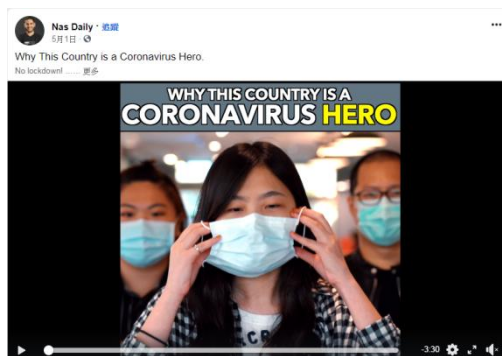 Nas Daily · 追蹤
5月1日 ·
Why This Country is a Coronavirus Hero.
No lockdown! ...... 更多
WHY THIS COUNTRY IS A
CORONAVIRUS HERO
CR
-3:30